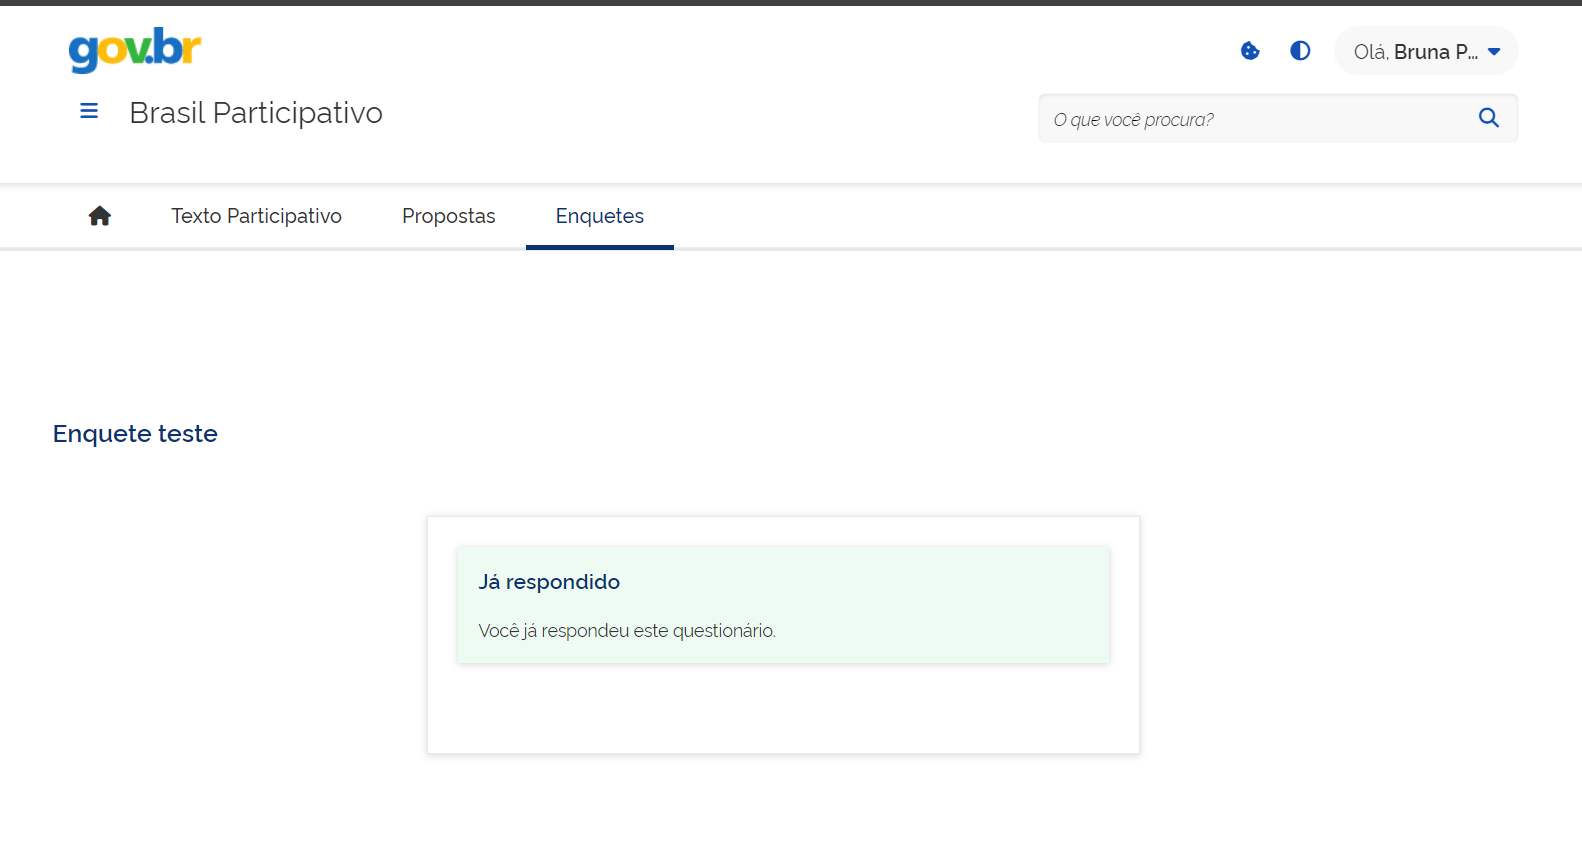 gov.br
Olá, Bruna P...
Brasil Participativo
O que você procura?
Texto Participativo
Propostas
Enquetes
Enquete teste
Já respondido
Você já respondeu este questionário.